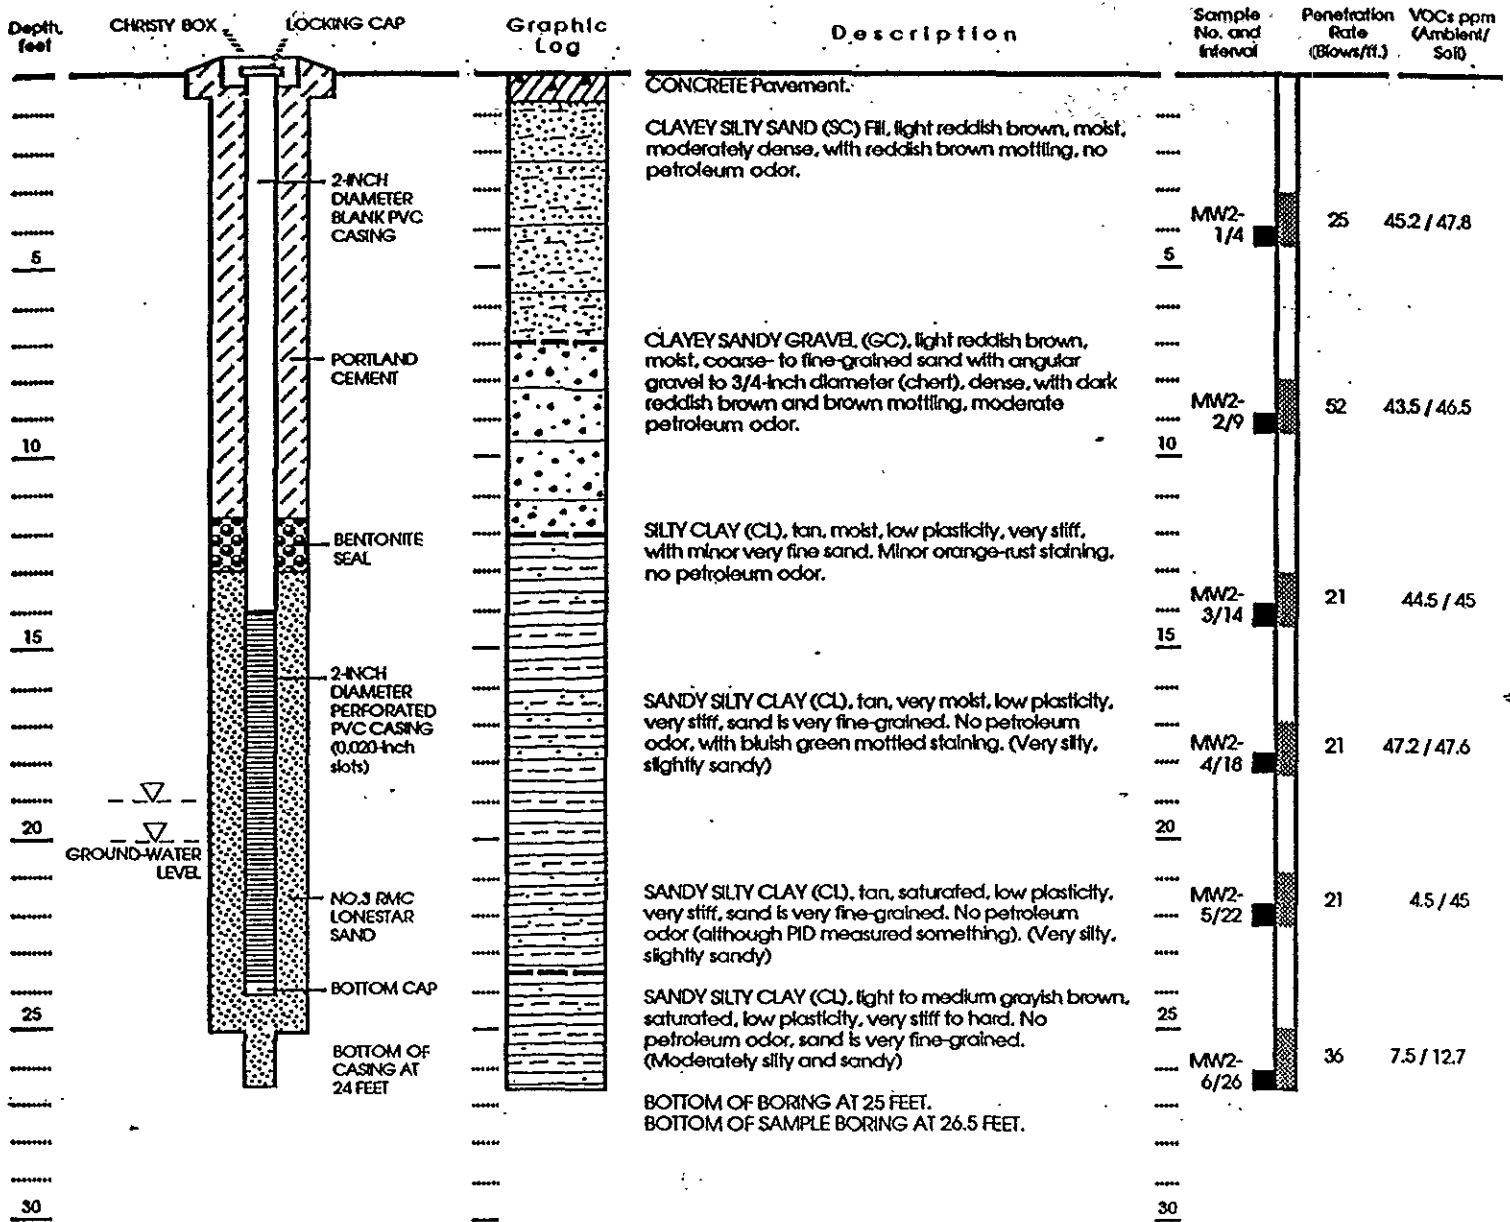 Depth, feet
CHRISTY BOX
LOCKING CAP
Graphic Log
Description
Sample No. and Interval
Penetration Rate (Blows/ft.)
VOCs ppm (Ambient/Soil)
CONCRETE Pavement.
CLAYEY SILTY SAND (SC) Fill, light reddish brown, moist,
moderately dense, with reddish brown mottling, no
petroleum odor.
2-INCH
DIAMETER
BLANK PVC
CASING
MW2-
1/4
25
45.2 / 47.8
5
5
CLAYEY SANDY GRAVEL (GC), light reddish brown,
moist, coarse- to fine-grained sand with angular
gravel to 3/4-inch diameter (chert), dense, with dark
reddish brown and brown mottling, moderate
petroleum odor.
PORTLAND
CEMENT
MW2-
2/9
52
43.5 / 46.5
10
10
SILTY CLAY (CL), tan, moist, low plasticity, very stiff,
with minor very fine sand. Minor orange-rust staining,
no petroleum odor.
BENTONITE
SEAL
MW2-
3/14
21
44.5 / 45
15
15
2-INCH
DIAMETER
PERFORATED
PVC CASING
(0.020-inch
slots)
SANDY SILTY CLAY (CL), tan, very moist, low plasticity,
very stiff, sand is very fine-grained. No petroleum
odor, with bluish green mottled staining. (Very silty,
slightly sandy)
MW2-
4/18
21
47.2 / 47.6
20
20
GROUND-WATER
LEVEL
NO.3 RMC
LONESTAR
SAND
SANDY SILTY CLAY (CL), tan, saturated, low plasticity,
very stiff, sand is very fine-grained. No petroleum
odor (although PID measured something). (Very silty,
slightly sandy)
MW2-
5/22
21
4.5 / 45
BOTTOM CAP
SANDY SILTY CLAY (CL), light to medium grayish brown,
saturated, low plasticity, very stiff to hard. No
petroleum odor, sand is very fine-grained.
(Moderately silty and sandy)
25
25
BOTTOM OF
CASING AT
24 FEET
MW2-
6/26
36
7.5 / 12.7
BOTTOM OF BORING AT 25 FEET.
BOTTOM OF SAMPLE BORING AT 26.5 FEET.
30
30